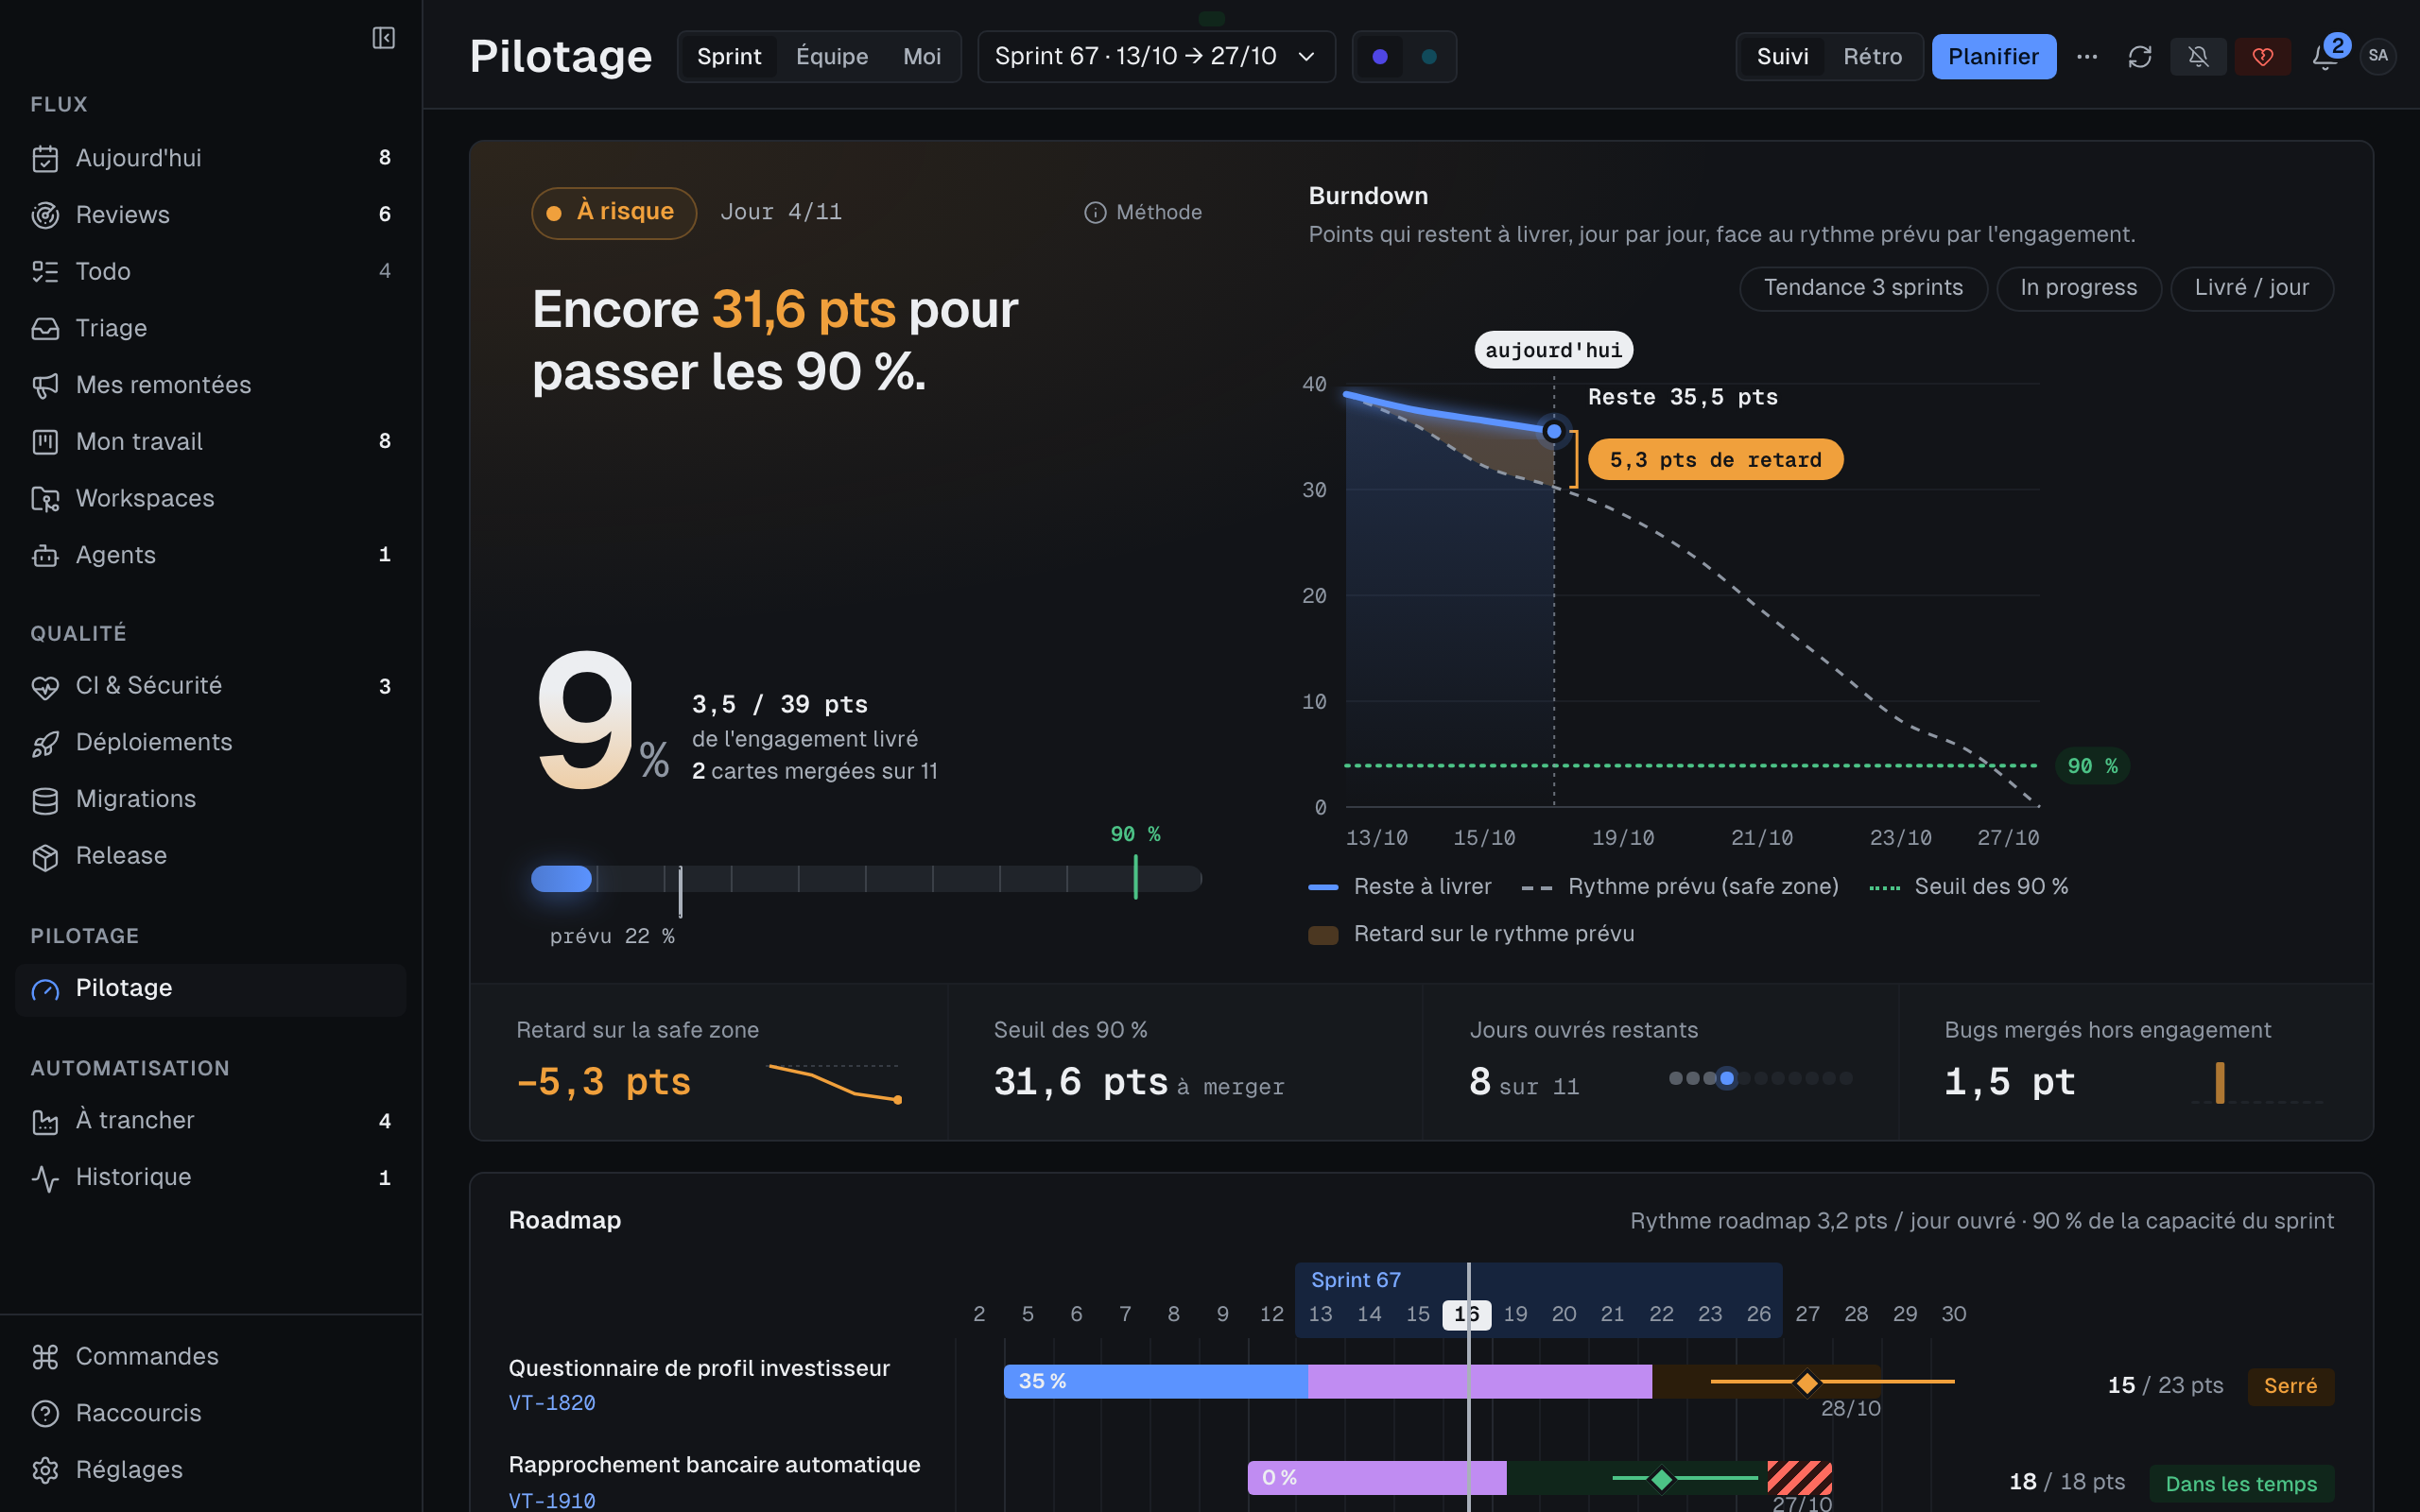 Pilotage
Sprint
Équipe
Moi
Sprint 67 · 13/10 → 27/10
Suivi
Rétro
Planifier
2
SA
FLUX
Aujourd'hui 8
Reviews 6
Todo 4
Triage
Mes remontées
Mon travail 8
Workspaces
Agents 1
QUALITÉ
CI & Sécurité 3
Déploiements
Migrations
Release
PILOTAGE
Pilotage
AUTOMATISATION
À trancher 4
Historique 1
Commandes
Raccourcis
Réglages
À risque
Jour 4/11
Méthode
Encore 31,6 pts pour
passer les 90 %.
9 %
3,5 / 39 pts
de l'engagement livré
2 cartes mergées sur 11
90 %
prévu 22 %
Burndown
Points qui restent à livrer, jour par jour, face au rythme prévu par l'engagement.
Tendance 3 sprints
In progress
Livré / jour
aujourd'hui
Reste 35,5 pts
5,3 pts de retard
40
30
20
10
0
90 %
13/10 15/10 19/10 21/10 23/10 27/10
Reste à livrer
Rythme prévu (safe zone)
Seuil des 90 %
Retard sur le rythme prévu
Retard sur la safe zone
−5,3 pts
Seuil des 90 %
31,6 pts à merger
Jours ouvrés restants
8 sur 11
Bugs mergés hors engagement
1,5 pt
Roadmap
Rythme roadmap 3,2 pts / jour ouvré · 90 % de la capacité du sprint
Sprint 67
2 5 6 7 8 9 12 13 14 15 16 19 20 21 22 23 26 27 28 29 30
Questionnaire de profil investisseur
VT-1820
35 %
28/10
15 / 23 pts
Serré
Rapprochement bancaire automatique
VT-1910
0 %
27/10
18 / 18 pts
Dans les temps